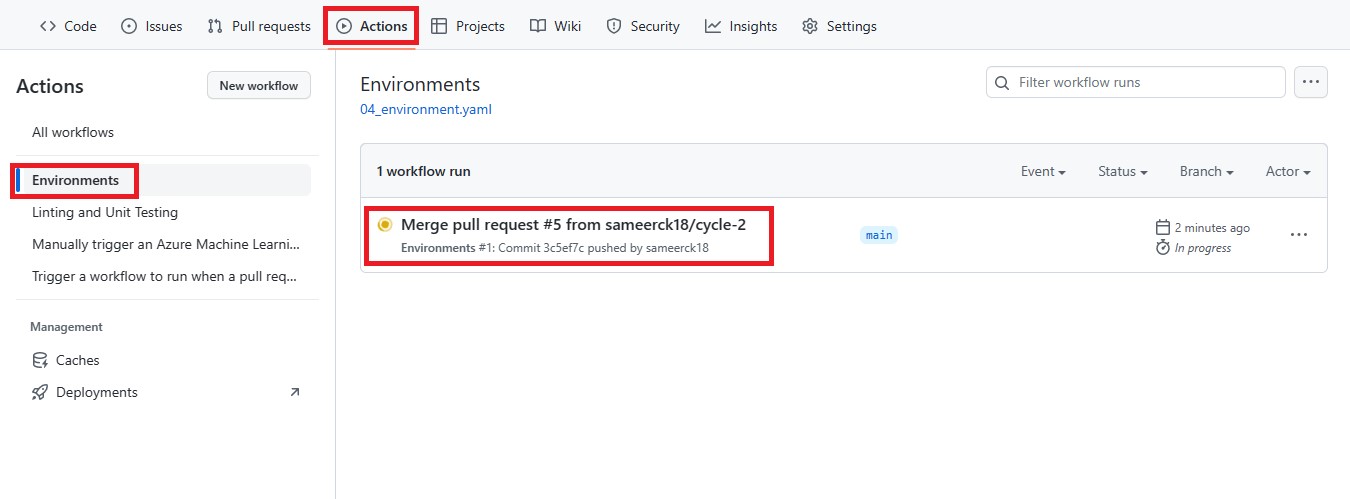 Code Issues Pull requests Actions Projects Wiki Security Insights Settings
Actions New workflow
All workflows
Environments
Linting and Unit Testing
Manually trigger an Azure Machine Learni...
Trigger a workflow to run when a pull req...
Management
Caches
Deployments
Environments
04_environment.yaml
Filter workflow runs
1 workflow run Event Status Branch Actor
Merge pull request #5 from sameerck18/cycle-2
Environments #1: Commit 3c5ef7c pushed by sameerck18
main
2 minutes ago
In progress